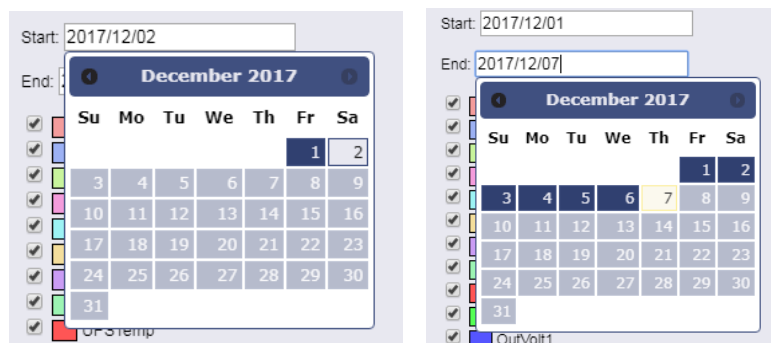 Start: 2017/12/02
End:
December 2017
Su Mo Tu We Th Fr Sa
1 2
3 4 5 6 7 8 9
10 11 12 13 14 15 16
17 18 19 20 21 22 23
24 25 26 27 28 29 30
31
UPSTemp
Start: 2017/12/01
End: 2017/12/07
December 2017
Su Mo Tu We Th Fr Sa
1 2
3 4 5 6 7 8 9
10 11 12 13 14 15 16
17 18 19 20 21 22 23
24 25 26 27 28 29 30
31
OutVolt1